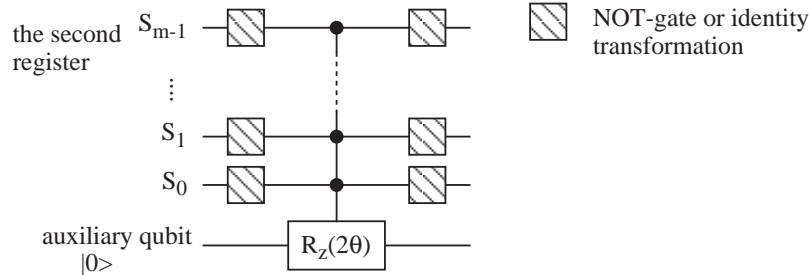 the second
register
S_{m-1}
S_1
S_0
auxiliary qubit
|0>
R_z(2θ)
NOT-gate or identity
transformation